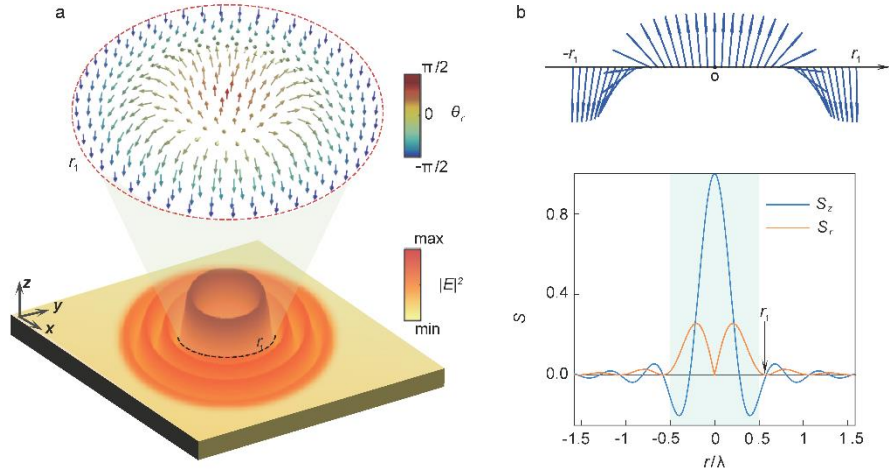 a
π/2
0
θr
-π/2
r1
max
|E|²
min
z
y
x
r1
b
-r1
r1
o
Sz
Sr
0.8
0.4
0.0
S
r1
-1.5
-1
-0.5
0
0.5
1
1.5
r/λ